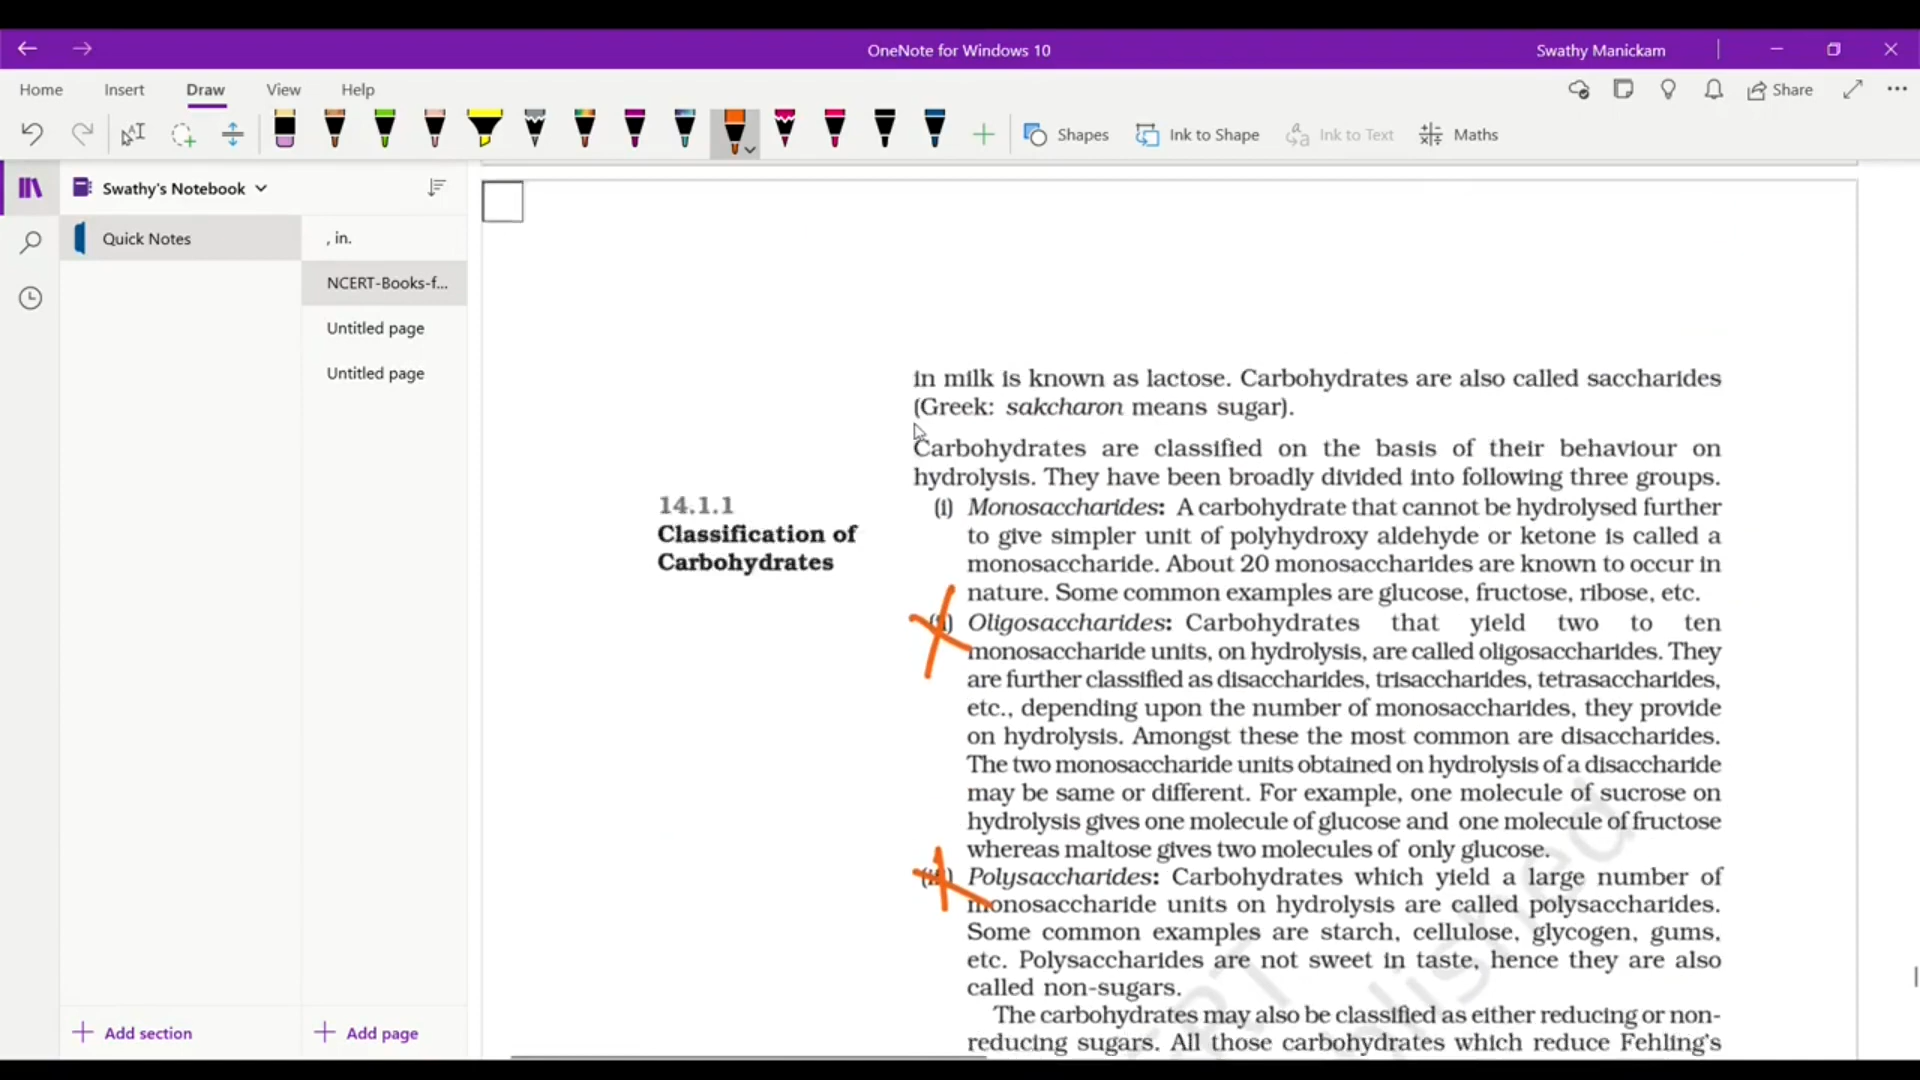 OneNote for Windows 10
Swathy Manickam
Home Insert Draw View Help
Share
Shapes Ink to Shape Ink to Text Maths
Swathy's Notebook
Quick Notes
, in.
NCERT-Books-f...
Untitled page
Untitled page
Add section
Add page
in milk is known as lactose. Carbohydrates are also called saccharides
(Greek: sakcharon means sugar).
14.1.1
Classification of
Carbohydrates
Carbohydrates are classified on the basis of their behaviour on
hydrolysis. They have been broadly divided into following three groups.
(i) Monosaccharides: A carbohydrate that cannot be hydrolysed further
to give simpler unit of polyhydroxy aldehyde or ketone is called a
monosaccharide. About 20 monosaccharides are known to occur in
nature. Some common examples are glucose, fructose, ribose, etc.
(ii) Oligosaccharides: Carbohydrates that yield two to ten
monosaccharide units, on hydrolysis, are called oligosaccharides. They
are further classified as disaccharides, trisaccharides, tetrasaccharides,
etc., depending upon the number of monosaccharides, they provide
on hydrolysis. Amongst these the most common are disaccharides.
The two monosaccharide units obtained on hydrolysis of a disaccharide
may be same or different. For example, one molecule of sucrose on
hydrolysis gives one molecule of glucose and one molecule of fructose
whereas maltose gives two molecules of only glucose.
(iii) Polysaccharides: Carbohydrates which yield a large number of
monosaccharide units on hydrolysis are called polysaccharides.
Some common examples are starch, cellulose, glycogen, gums,
etc. Polysaccharides are not sweet in taste, hence they are also
called non-sugars.
The carbohydrates may also be classified as either reducing or non-
reducing sugars. All those carbohydrates which reduce Fehling's